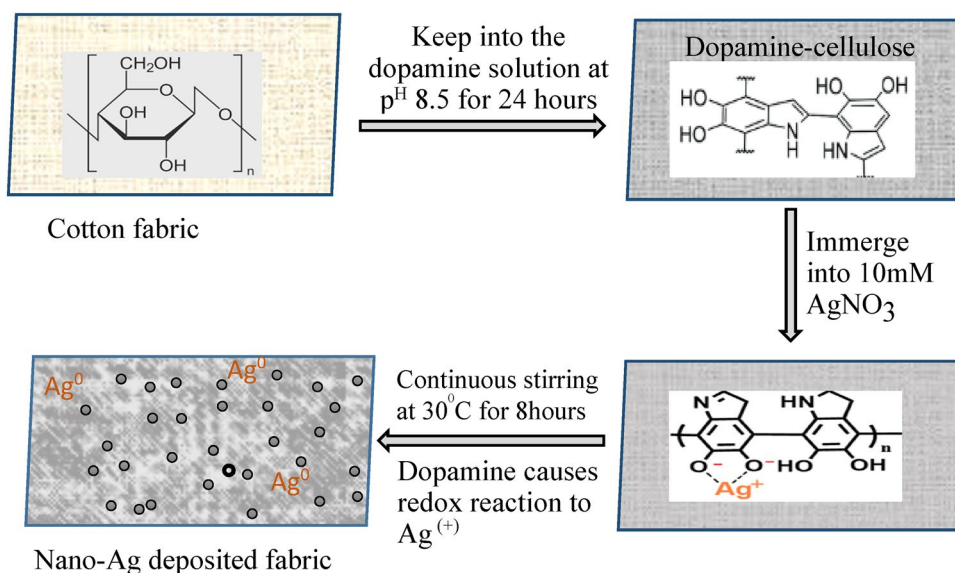 CH₂OH
O
OH
O
OH
n
Cotton fabric
Keep into the
dopamine solution at
pᴴ 8.5 for 24 hours
Dopamine-cellulose
HO
HO
N
H
HO
OH
HN
Immerge
into 10mM
AgNO₃
N
HN
O⁻
O⁻
HO
OH
n
Ag⁺
Continuous stirring
at 30⁰C for 8hours
Dopamine causes
redox reaction to
Ag ⁽⁺⁾
Ag⁰
Ag⁰
Ag⁰
Nano-Ag deposited fabric